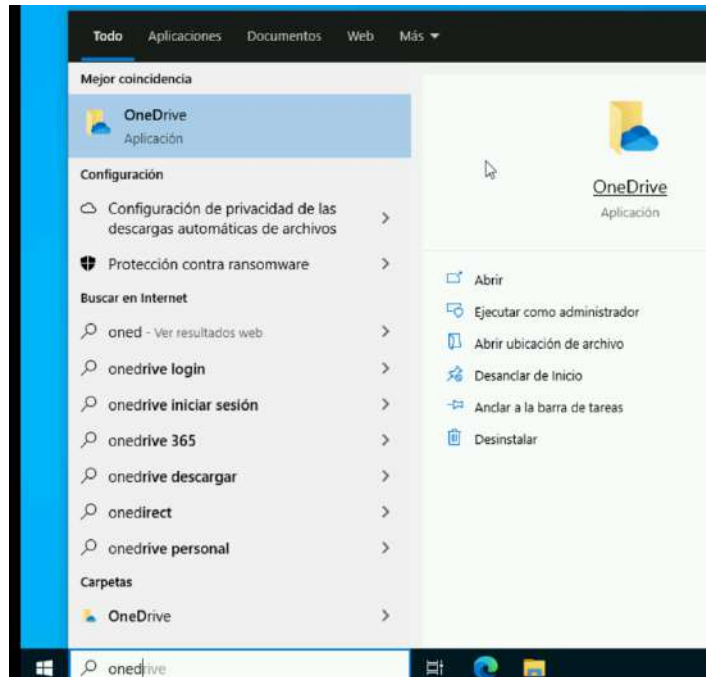 Todo Aplicaciones Documentos Web Más
Mejor coincidencia
OneDrive
Aplicación
Configuración
Configuración de privacidad de las
descargas automáticas de archivos
Protección contra ransomware
Buscar en Internet
oned - Ver resultados web
onedrive login
onedrive iniciar sesión
onedrive 365
onedrive descargar
onedirect
onedrive personal
Carpetas
OneDrive
onedrive
OneDrive
Aplicación
Abrir
Ejecutar como administrador
Abrir ubicación de archivo
Desanclar de Inicio
Anclar a la barra de tareas
Desinstalar